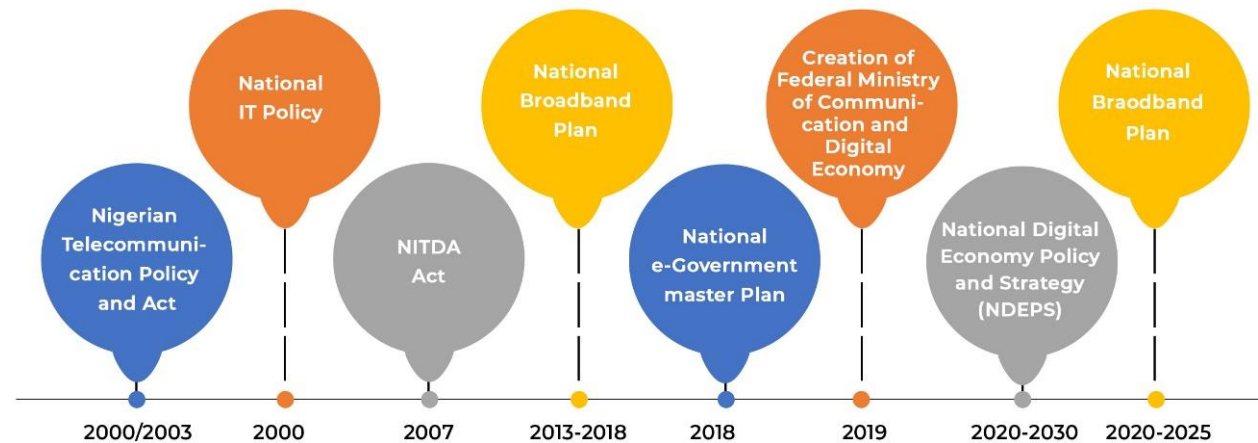 Nigerian
Telecommuni-
cation Policy
and Act
2000/2003
National
IT Policy
2000
NITDA
Act
2007
National
Broadband
Plan
2013-2018
National
e-Government
master Plan
2018
Creation of
Federal Ministry
of Communi-
cation and
Digital
Economy
2019
National Digital
Economy Policy
and Strategy
(NDEPS)
2020-2030
National
Braodband
Plan
2020-2025